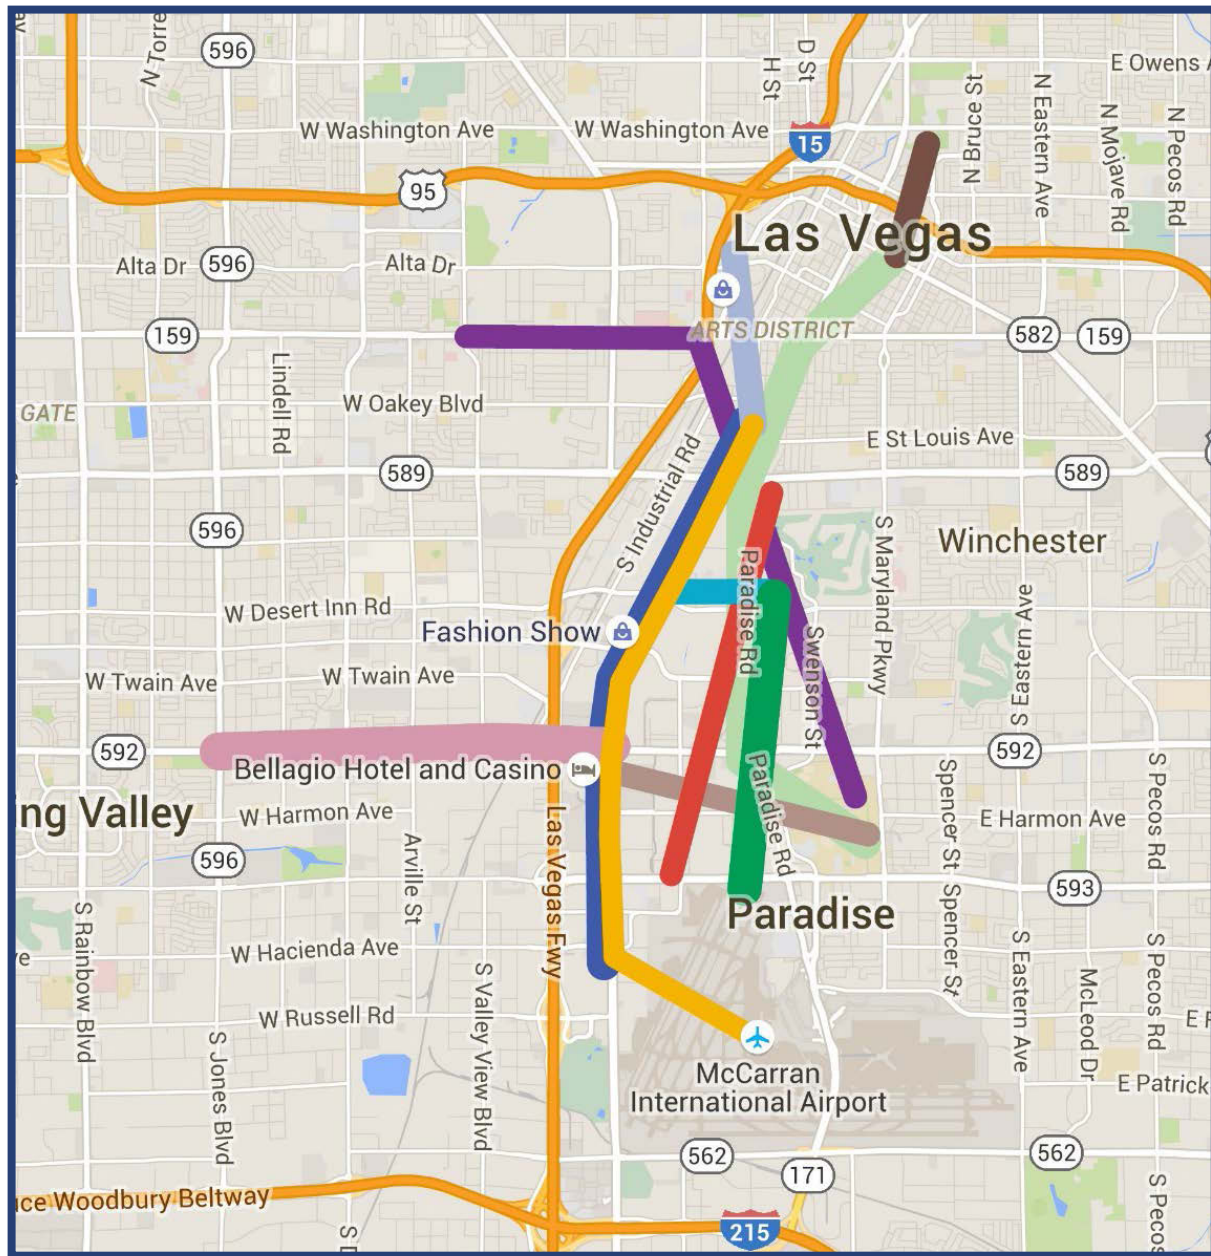 596
N Torre
D St
H St
E Owens A
W Washington Ave
W Washington Ave
15
N Bruce St
N Eastern Ave
N Mojave Rd
N Pecos Rd
95
Las Vegas
Alta Dr
596
Alta Dr
159
ARTS DISTRICT
582
159
Lindell Rd
GATE
W Oakey Blvd
E St Louis Ave
589
589
S Industrial Rd
596
S Maryland Pkwy
Winchester
Paradise Rd
W Desert Inn Rd
Fashion Show
Swenson St
S Eastern Ave
W Twain Ave
W Twain Ave
592
592
Bellagio Hotel and Casino
Paradise Rd
Spencer St
S Pecos Rd
ng Valley
W Harmon Ave
E Harmon Ave
Las Vegas Fwy
Arville St
596
593
Spencer St
Paradise
S Rainbow Blvd
W Hacienda Ave
S Eastern Ave
McLeod Dr
S Pecos Rd
S Valley View Blvd
W Russell Rd
E R
S Jones Blvd
McCarran
International Airport
E Patrick
562
562
171
S Pecos
uce Woodbury Beltway
215